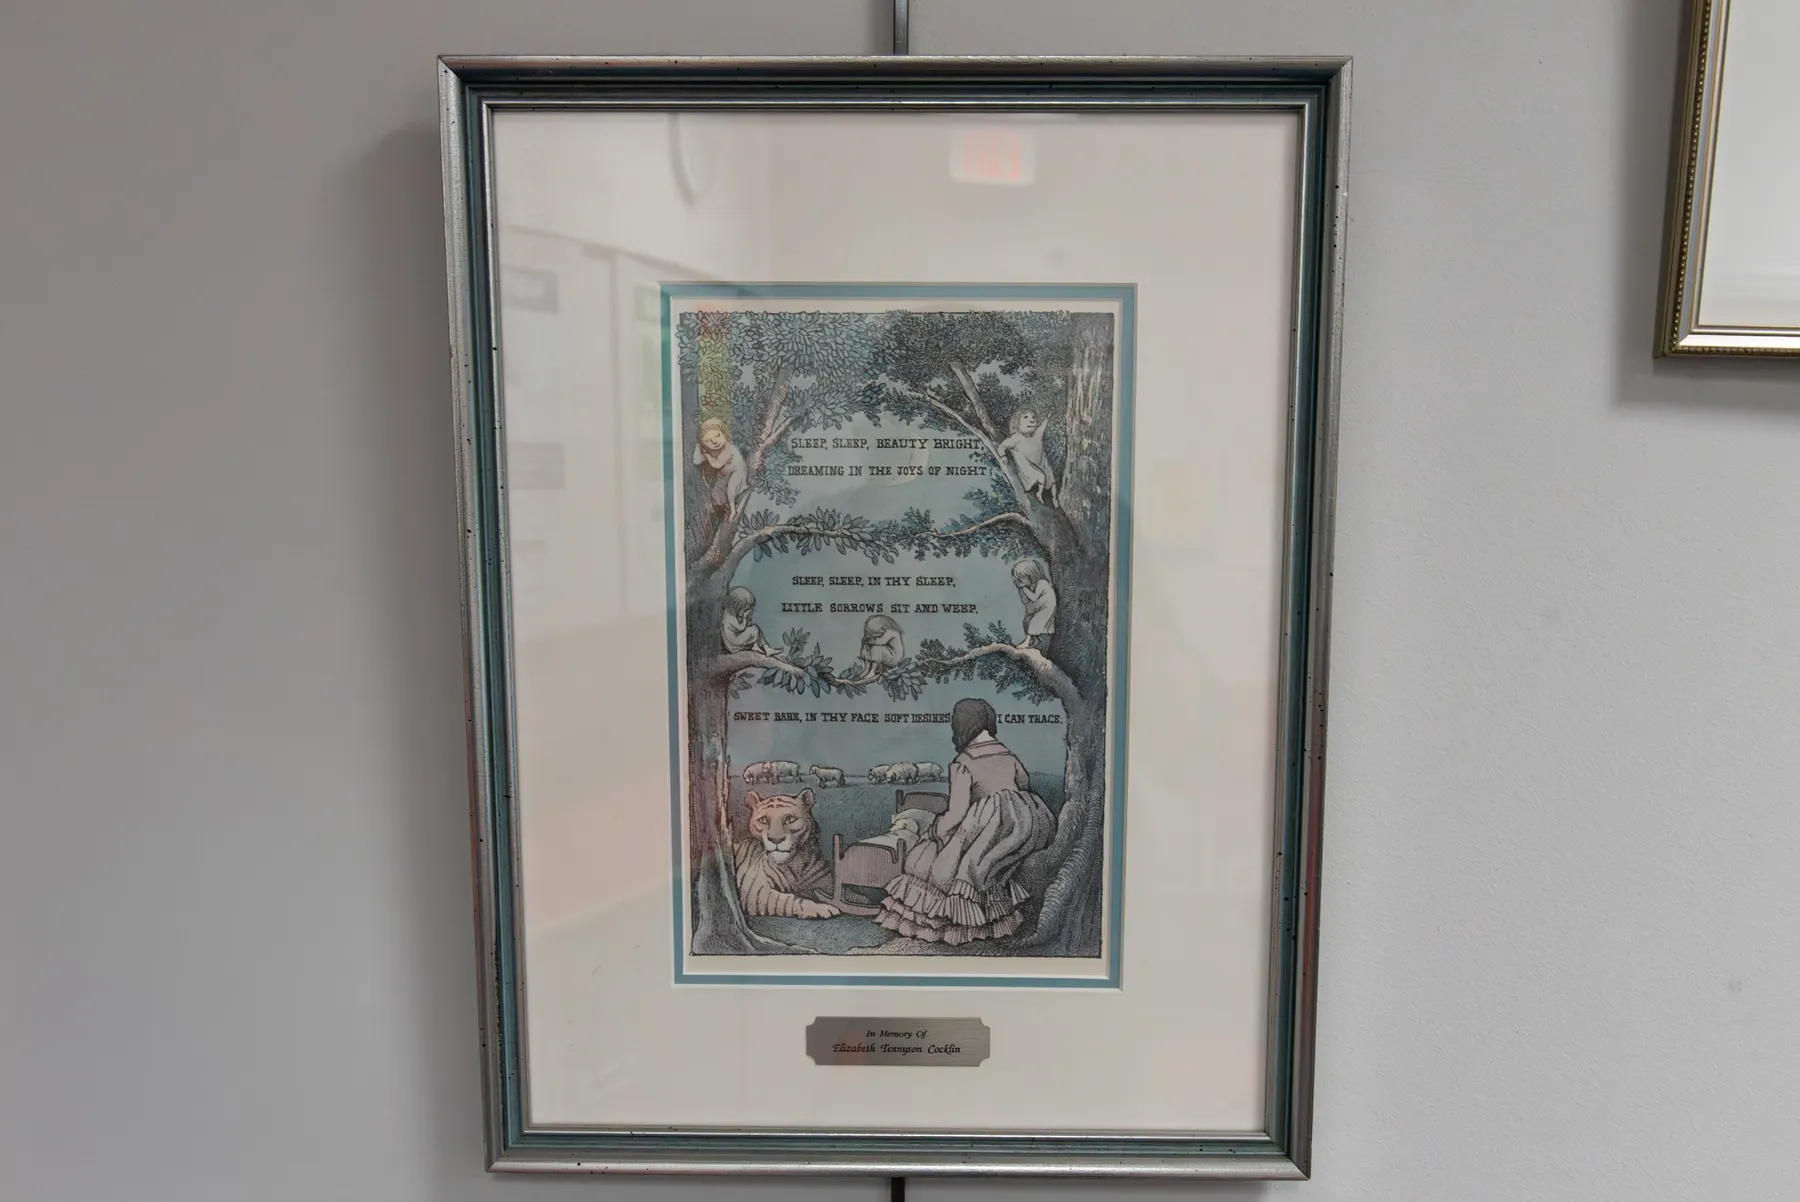 SLEEP, SLEEP, BEAUTY BRIGHT,
DREAMING IN THE JOYS OF NIGHT;
SLEEP, SLEEP, IN THY SLEEP,
LITTLE SORROWS SIT AND WEEP.
SWEET BABE, IN THY FACE SOFT DESIRES I CAN TRACE,
In Memory Of
Elizabeth Tennyson Cocklin